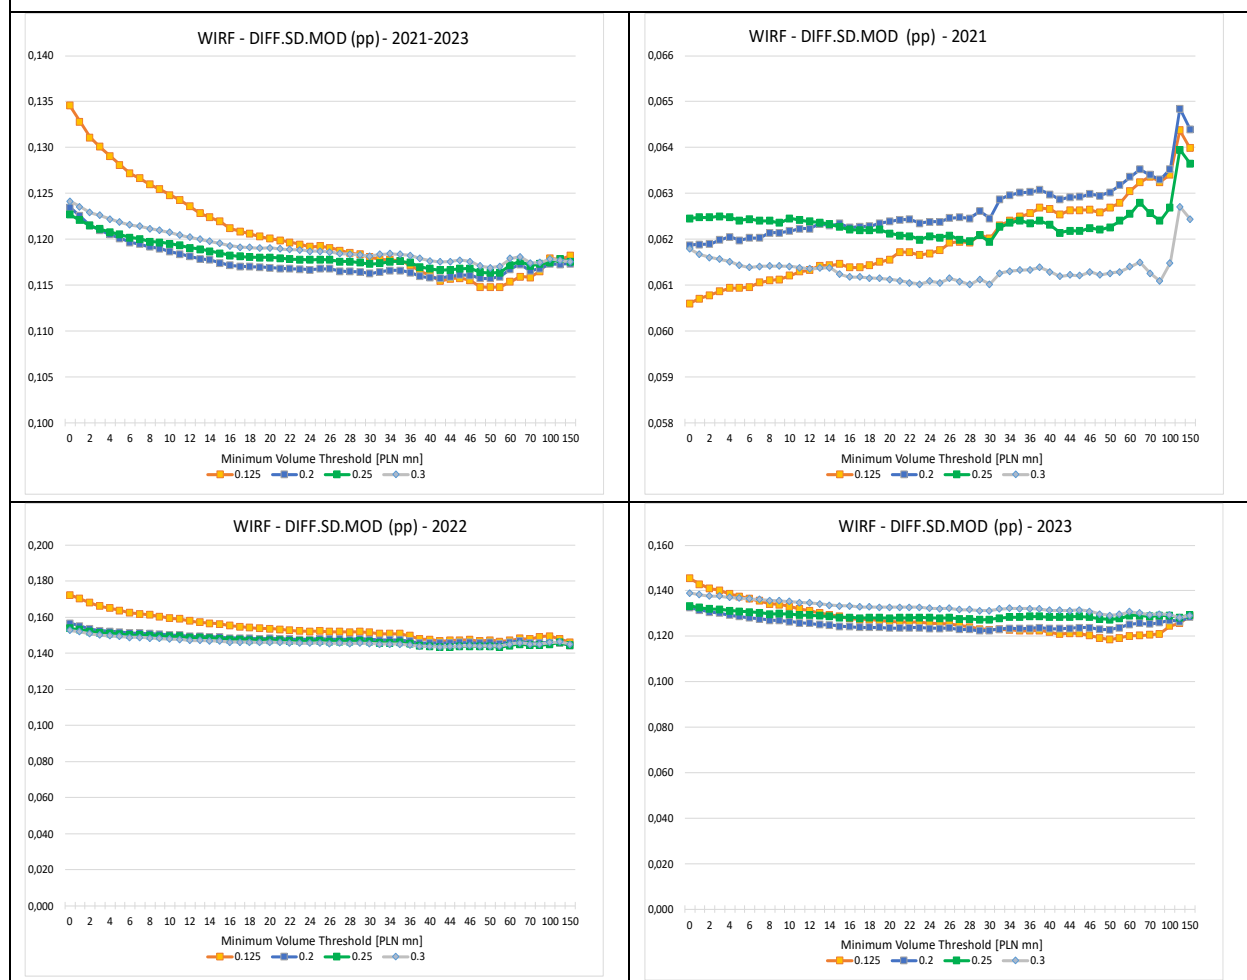 WIRF - DIFF.SD.MOD (pp) - 2021-2023
0,140
0,135
0,130
0,125
0,120
0,115
0,110
0,105
0,100
0 2 4 6 8 10 12 14 16 18 20 22 24 26 28 30 34 36 40 44 46 50 60 70 100 150
Minimum Volume Threshold [PLN mn]
0.125 0.2 0.25 0.3
WIRF - DIFF.SD.MOD (pp) - 2021
0,066
0,065
0,064
0,063
0,062
0,061
0,060
0,059
0,058
0 2 4 6 8 10 12 14 16 18 20 22 24 26 28 30 34 36 40 44 46 50 60 70 100 150
Minimum Volume Threshold [PLN mn]
0.125 0.2 0.25 0.3
WIRF - DIFF.SD.MOD (pp) - 2022
0,200
0,180
0,160
0,140
0,120
0,100
0,080
0,060
0,040
0,020
0,000
0 2 4 6 8 10 12 14 16 18 20 22 24 26 28 30 34 36 40 44 46 50 60 70 100 150
Minimum Volume Threshold [PLN mn]
0.125 0.2 0.25 0.3
WIRF - DIFF.SD.MOD (pp) - 2023
0,160
0,140
0,120
0,100
0,080
0,060
0,040
0,020
0,000
0 2 4 6 8 10 12 14 16 18 20 22 24 26 28 30 34 36 40 44 46 50 60 70 100 150
Minimum Volume Threshold [PLN mn]
0.125 0.2 0.25 0.3